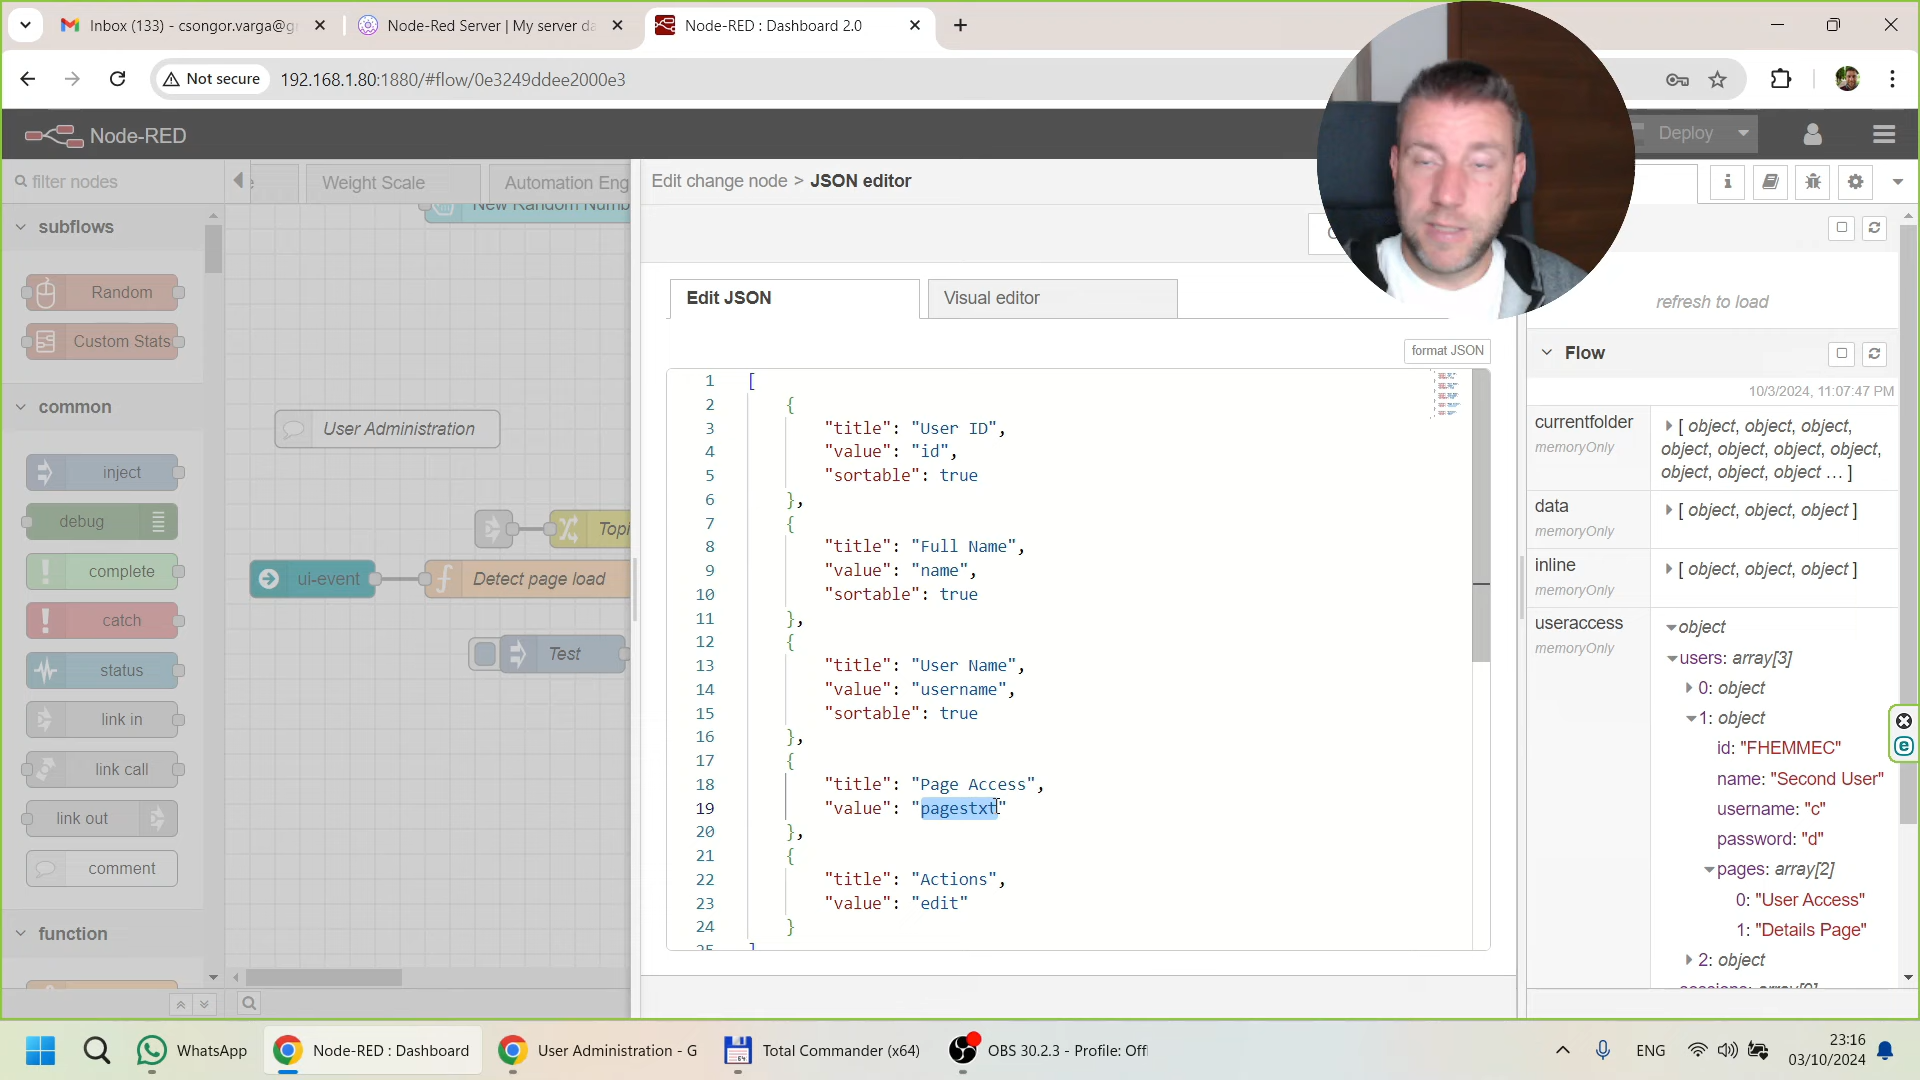 Inbox (133) - csongor.varga@g
Node-Red Server | My server da
Node-RED : Dashboard 2.0
Not secure
192.168.1.80:1880/#flow/0e3249ddee2000e3
Node-RED
Deploy
filter nodes
Weight Scale
Automation Eng
Edit change node > JSON editor
New Random Numb
subflows
Random
Custom Stats
common
inject
debug
complete
catch
status
link in
link call
link out
comment
function
User Administration
Topi
ui-event
Detect page load
Test
Edit JSON
Visual editor
format JSON
1 [
2 {
3 "title": "User ID",
4 "value": "id",
5 "sortable": true
6 },
7 {
8 "title": "Full Name",
9 "value": "name",
10 "sortable": true
11 },
12 {
13 "title": "User Name",
14 "value": "username",
15 "sortable": true
16 },
17 {
18 "title": "Page Access",
19 "value": "pagestxt"
20 },
21 {
22 "title": "Actions",
23 "value": "edit"
24 }
25 ]
refresh to load
Flow
10/3/2024, 11:07:47 PM
currentfolder
memoryOnly
[ object, object, object,
object, object, object, object,
object, object, object … ]
data
memoryOnly
[ object, object, object ]
inline
memoryOnly
[ object, object, object ]
useraccess
memoryOnly
object
users: array[3]
0: object
1: object
id: "FHEMMEC"
name: "Second User"
username: "c"
password: "d"
pages: array[2]
0: "User Access"
1: "Details Page"
2: object
WhatsApp
Node-RED : Dashboard
User Administration - G
Total Commander (x64)
OBS 30.2.3 - Profile: Offl
ENG
23:16
03/10/2024